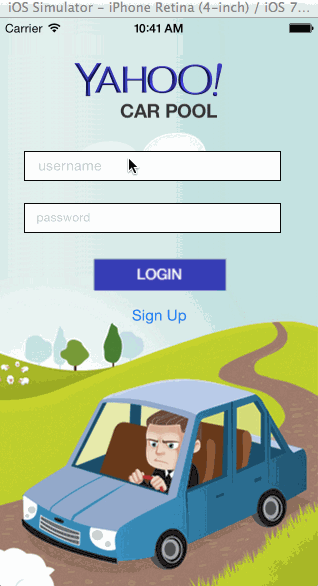 iOS Simulator - iPhone Retina (4-inch) / iOS 7...
Carrier 10:41 AM
YAHOO!
CAR POOL
username
password
LOGIN
Sign Up